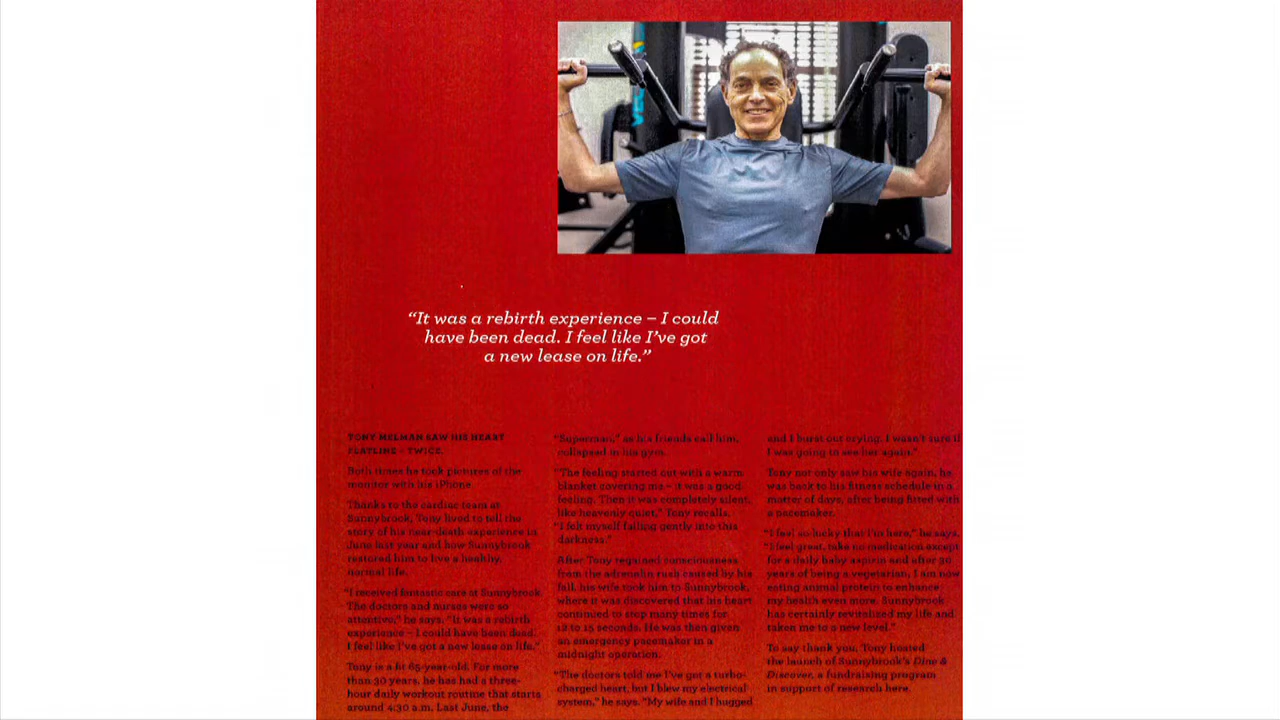 “It was a rebirth experience – I could
have been dead. I feel like I’ve got
a new lease on life.”
TONY MELMAN SAW HIS HEART
FLATLINE – TWICE.
Both times he took pictures of the
monitor with his iPhone.
Thanks to the cardiac team at
Sunnybrook, Tony lived to tell the
story of his near-death experience in
June last year and how Sunnybrook
restored him to live a healthy,
normal life.
“I received fantastic care at Sunnybrook.
The doctors and nurses were so
attentive,” he says. “It was a rebirth
experience – I could have been dead.
I feel like I’ve got a new lease on life.”
Tony is a fit 65-year-old. For more
than 30 years, he has had a three-
hour daily workout routine that starts
around 4:30 a.m. Last June, the
“Superman,” as his friends call him,
collapsed in his gym.
“The feeling started out with a warm
blanket covering me – it was a good
feeling. Then it was completely silent,
like heavenly quiet,” Tony recalls.
“I felt myself falling gently into this
darkness.”
After Tony regained consciousness
from the adrenalin rush caused by his
fall, his wife took him to Sunnybrook,
where it was discovered that his heart
continued to stop many times for
12 to 15 seconds. He was then given
an emergency pacemaker in a
midnight operation.
“The doctors told me I’ve got a turbo-
charged heart, but I blew my electrical
system,” he says. “My wife and I hugged
and I burst out crying. I wasn’t sure if
I was going to see her again.”
Tony not only saw his wife again, he
was back to his fitness schedule in a
matter of days, after being fitted with
a pacemaker.
“I feel so lucky that I’m here,” he says.
“I feel great, take no medication except
for a daily baby aspirin and after 30
years of being a vegetarian, I am now
eating animal protein to enhance
my health even more. Sunnybrook
has certainly revitalized my life and
taken me to a new level.”
To say thank you, Tony hosted
the launch of Sunnybrook’s Dine &
Discover, a fundraising program
in support of research here.